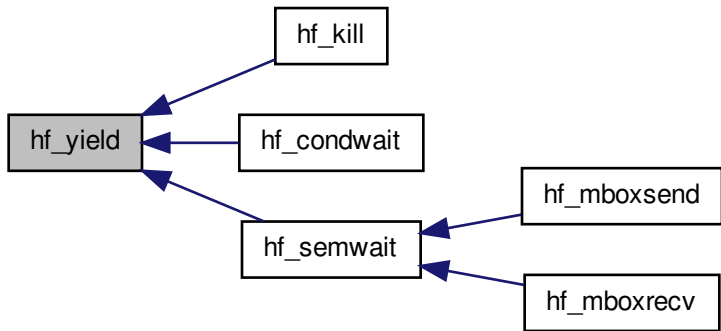 hf_kill
hf_yield
hf_condwait
hf_mboxsend
hf_semwait
hf_mboxrecv